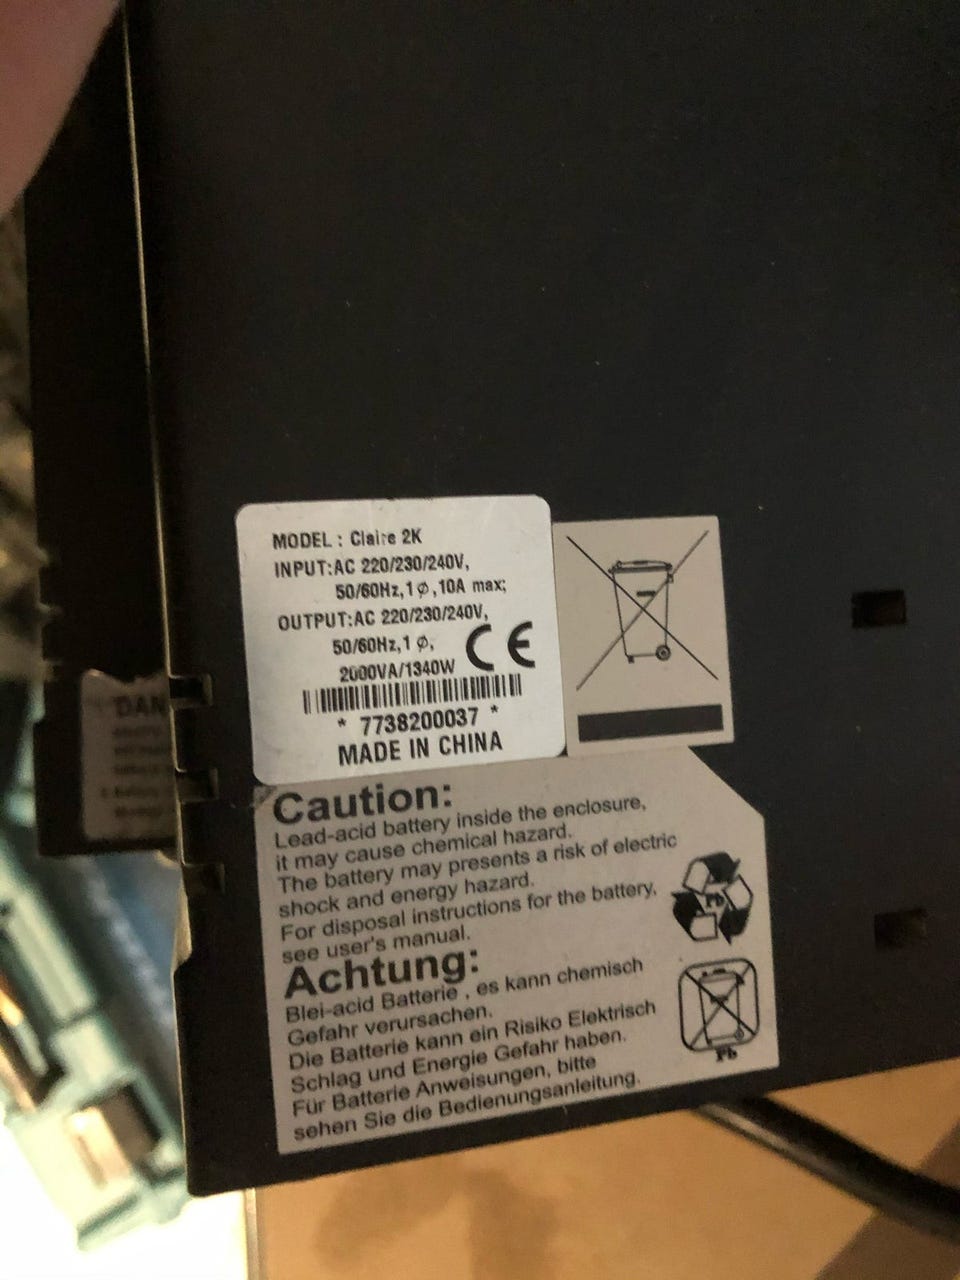 MODEL : Claire 2K
INPUT:AC 220/230/240V,
50/60Hz,1 φ,10A max;
OUTPUT:AC 220/230/240V,
50/60Hz,1 φ,
2000VA/1340W
CE
* 7738200037 *
MADE IN CHINA
DAN
Caution:
Lead-acid battery inside the enclosure,
it may cause chemical hazard.
The battery may presents a risk of electric
shock and energy hazard.
For disposal instructions for the battery,
see user's manual.
Pb
Achtung:
Blei-acid Batterie , es kann chemisch
Gefahr verursachen.
Die Batterie kann ein Risiko Elektrisch
Schlag und Energie Gefahr haben.
Für Batterie Anweisungen, bitte
sehen Sie die Bedienungsanleitung.
Pb